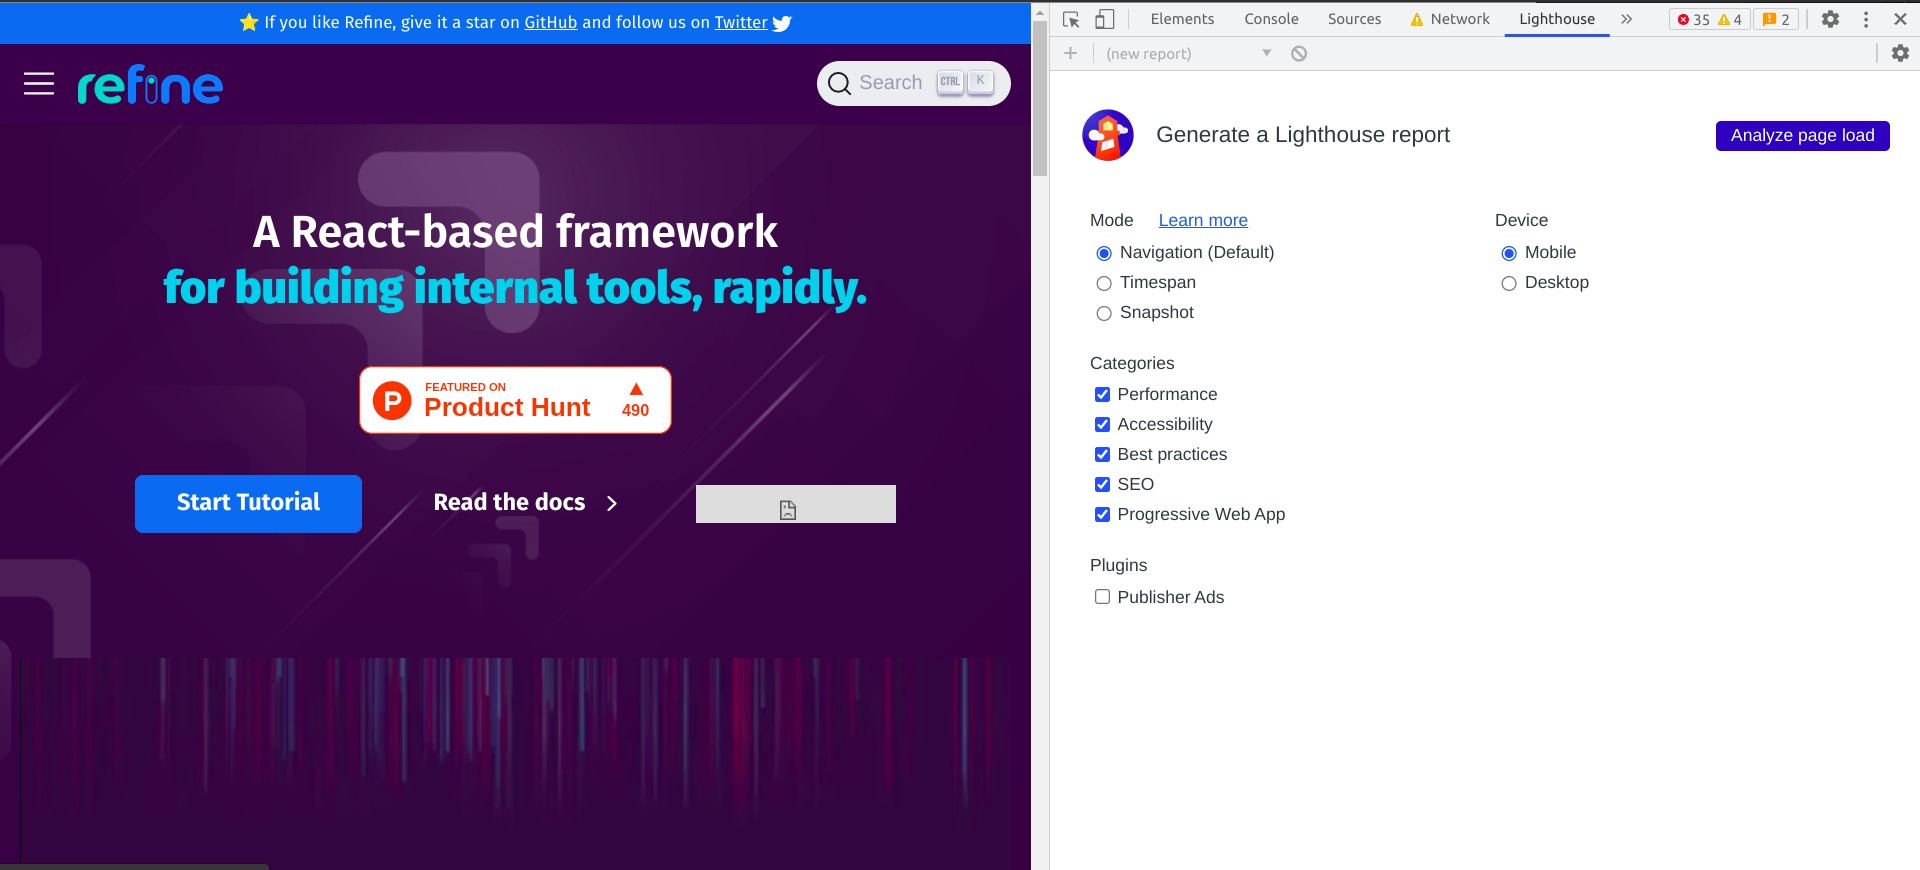 ⭐ If you like Refine, give it a star on GitHub and follow us on Twitter
refine
Search CTRL K
A React-based framework
for building internal tools, rapidly.
P FEATURED ON
Product Hunt
▲ 490
Start Tutorial
Read the docs >
Elements Console Sources Network Lighthouse » 35 4 2
+ (new report)
Generate a Lighthouse report
Analyze page load
Mode Learn more
Navigation (Default)
Timespan
Snapshot
Device
Mobile
Desktop
Categories
Performance
Accessibility
Best practices
SEO
Progressive Web App
Plugins
Publisher Ads